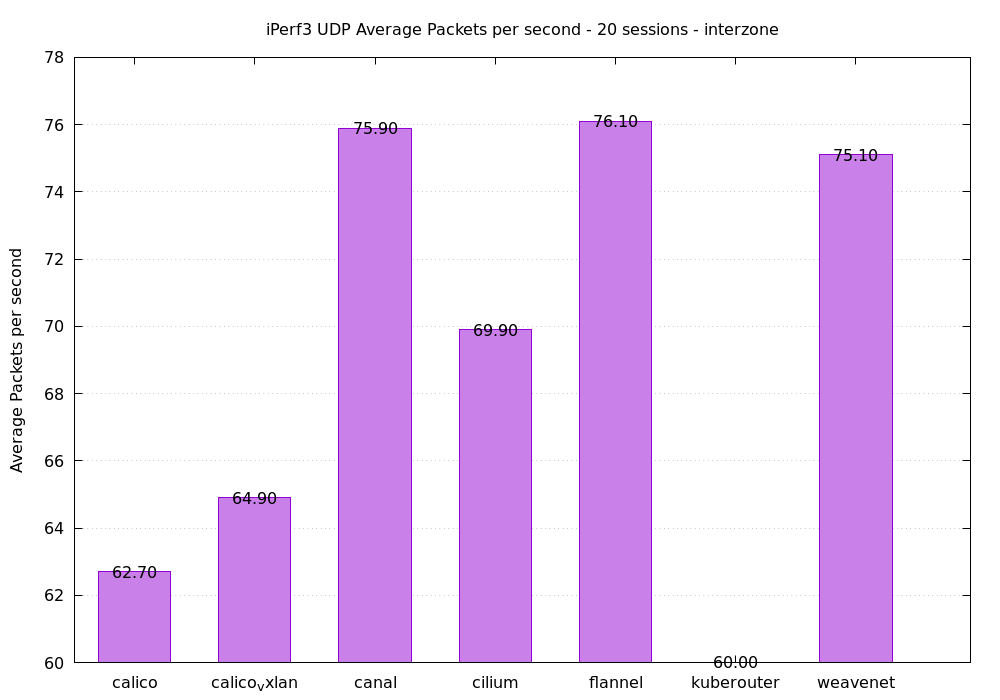 iPerf3 UDP Average Packets per second - 20 sessions - interzone
Average Packets per second
78
76
74
72
70
68
66
64
62
60
62.70
64.90
75.90
69.90
76.10
60.00
75.10
calico
calicovxlan
canal
cilium
flannel
kuberouter
weavenet